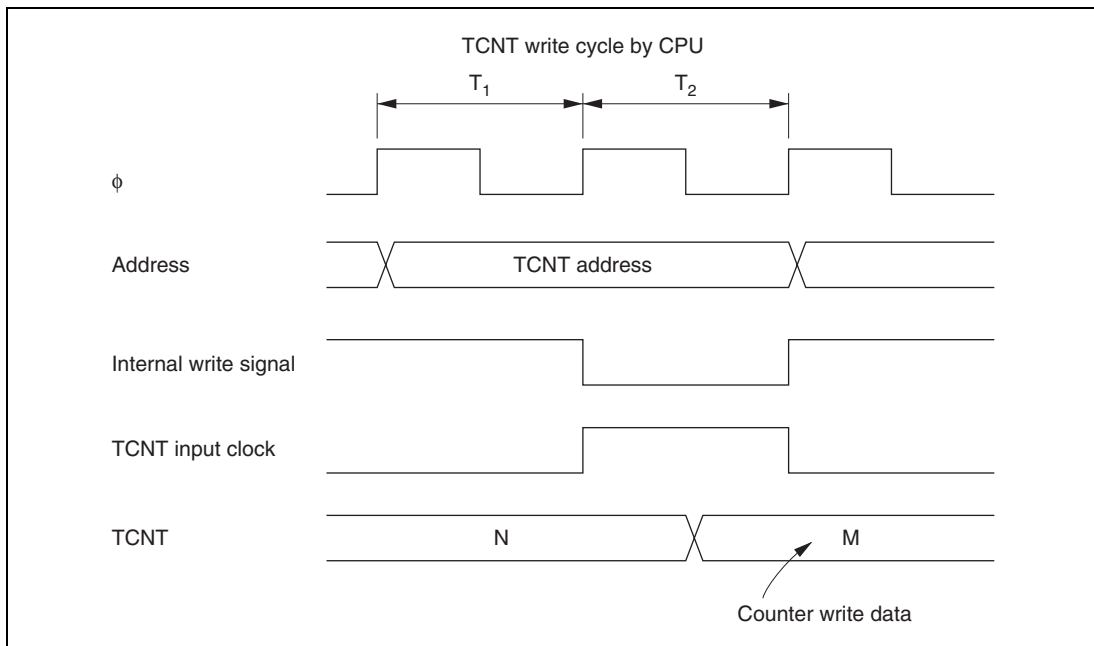 TCNT write cycle by CPU
T1 T2
ϕ
Address TCNT address
Internal write signal
TCNT input clock
TCNT N M
Counter write data